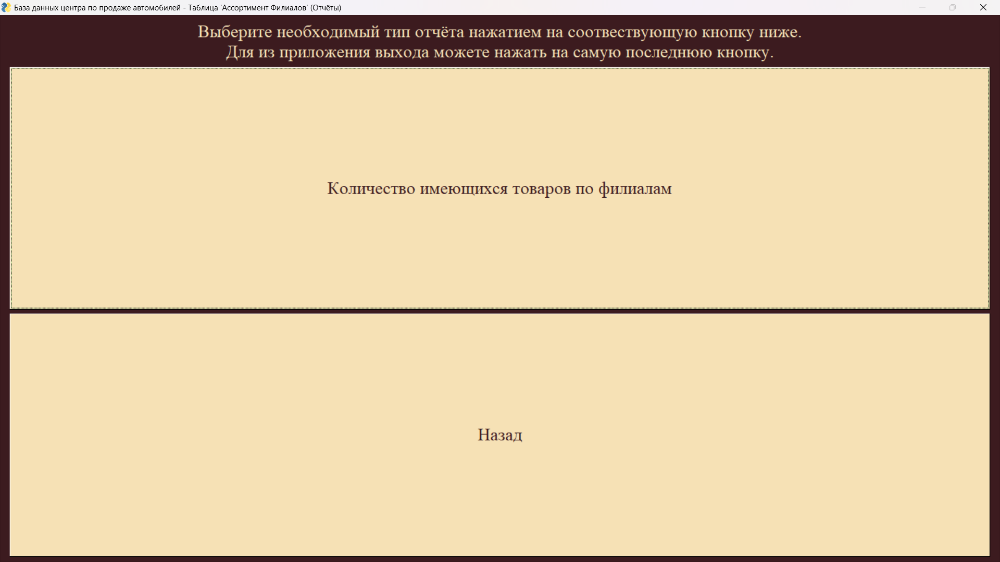 База данных центра по продаже автомобилей - Таблица 'Ассортимент Филиалов' (Отчёты)
Выберите необходимый тип отчёта нажатием на соотвествующую кнопку ниже.
Для из приложения выхода можете нажать на самую последнюю кнопку.
Количество имеющихся товаров по филиалам
Назад